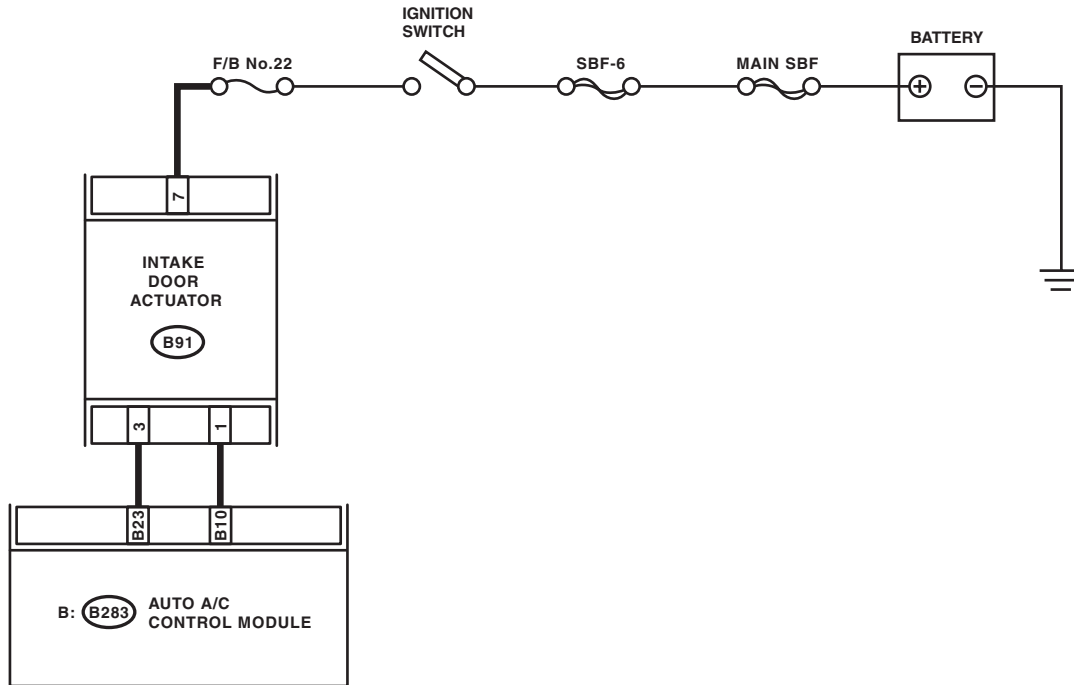 IGNITION
SWITCH
BATTERY
F/B No.22
SBF-6
MAIN SBF
+
−
7
INTAKE
DOOR
ACTUATOR
B91
3
1
B23
B10
B: B283 AUTO A/C
CONTROL MODULE